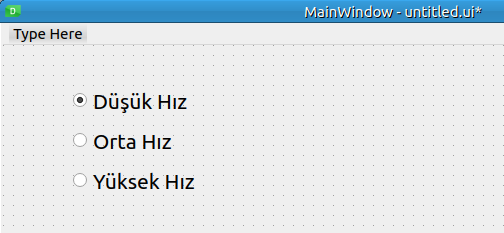 MainWindow - untitled.ui*
Type Here
Düşük Hız
Orta Hız
Yüksek Hız